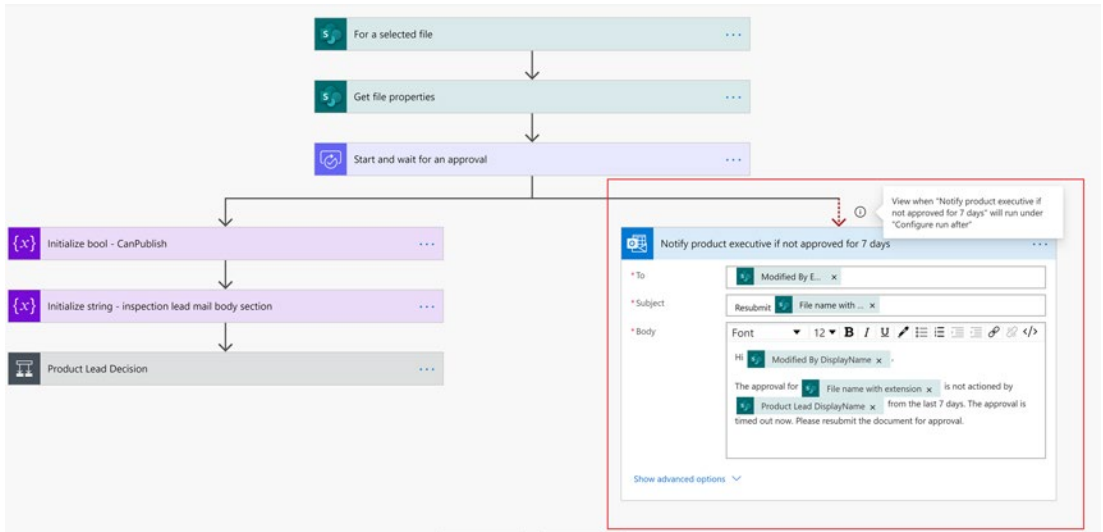 For a selected file
Get file properties
Start and wait for an approval
View when "Notify product executive if
not approved for 7 days" will run under
"Configure run after"
{x} Initialize bool - CanPublish
{x} Initialize string - inspection lead mail body section
Product Lead Decision
Notify product executive if not approved for 7 days
* To
Modified By E... x
* Subject
Resubmit File name with ... x
* Body
Font 12 B I U </>
Hi Modified By DisplayName x ,
The approval for File name with extension x is not actioned by
Product Lead DisplayName x from the last 7 days. The approval is
timed out now. Please resubmit the document for approval.
Show advanced options